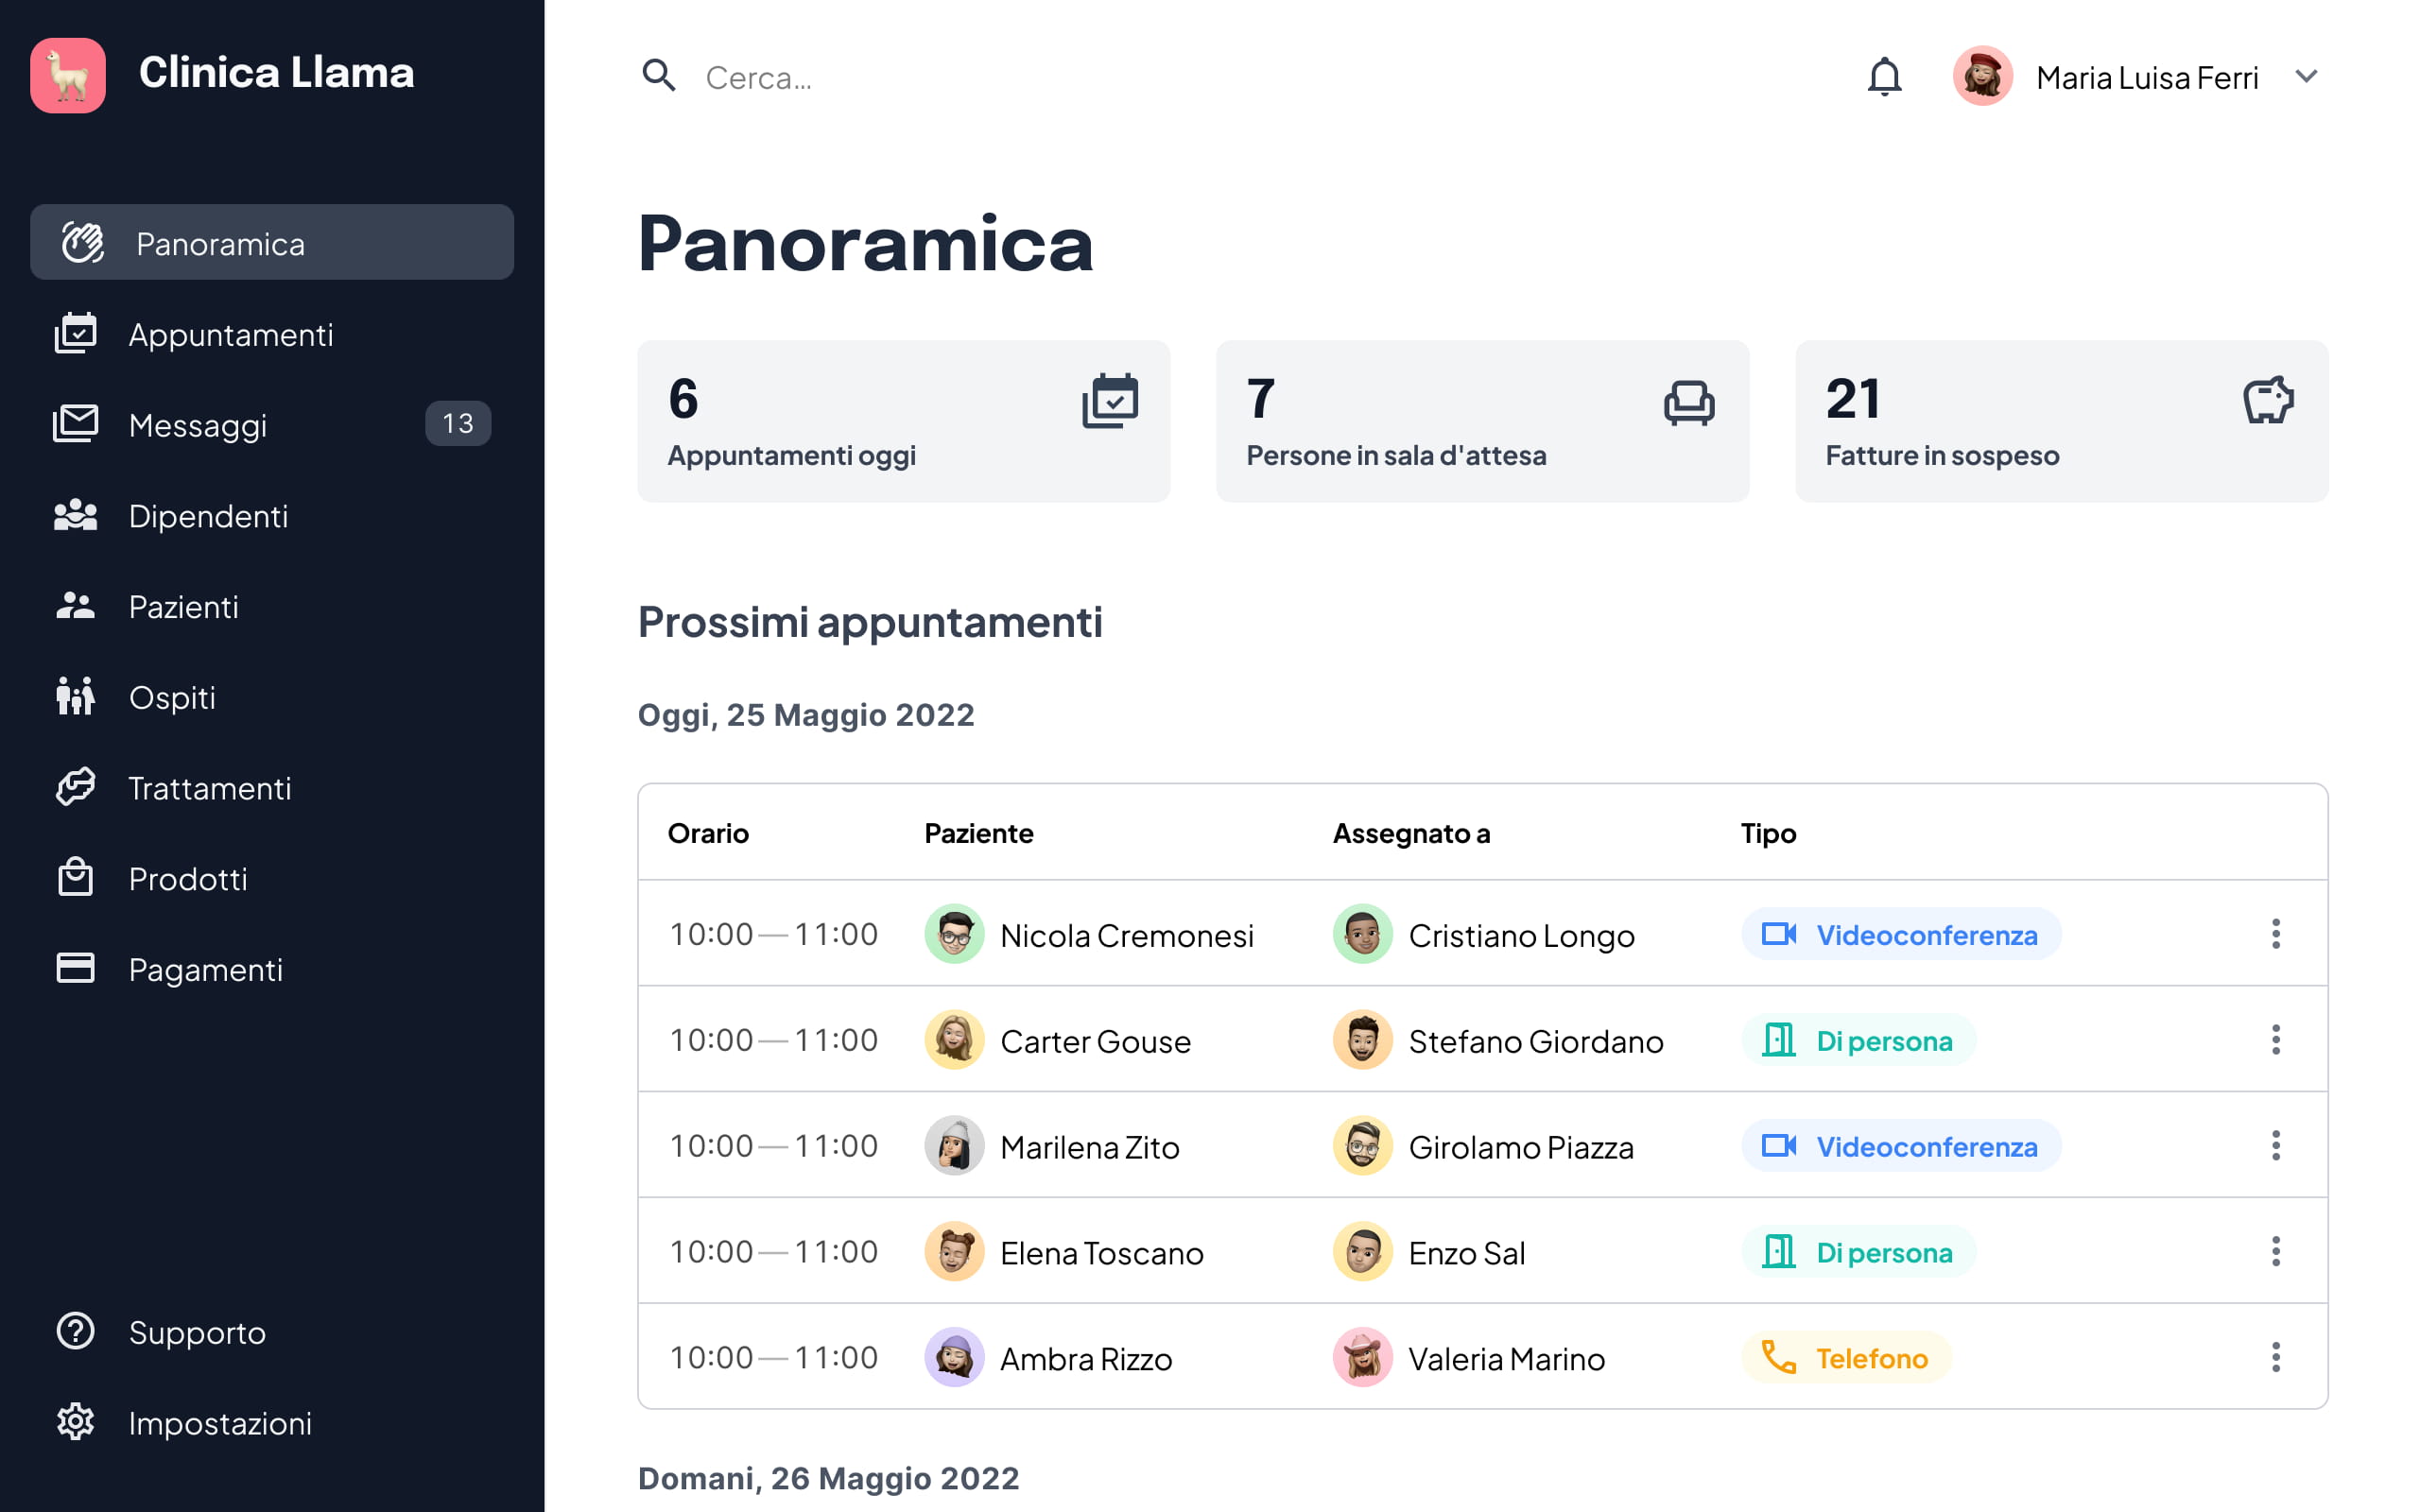 Clinica Llama
Panoramica
Appuntamenti
Messaggi 13
Dipendenti
Pazienti
Ospiti
Trattamenti
Prodotti
Pagamenti
Supporto
Impostazioni
Cerca...
Maria Luisa Ferri
Panoramica
6
Appuntamenti oggi
7
Persone in sala d'attesa
21
Fatture in sospeso
Prossimi appuntamenti
Oggi, 25 Maggio 2022
Orario Paziente Assegnato a Tipo
10:00—11:00 Nicola Cremonesi Cristiano Longo Videoconferenza
10:00—11:00 Carter Gouse Stefano Giordano Di persona
10:00—11:00 Marilena Zito Girolamo Piazza Videoconferenza
10:00—11:00 Elena Toscano Enzo Sal Di persona
10:00—11:00 Ambra Rizzo Valeria Marino Telefono
Domani, 26 Maggio 2022